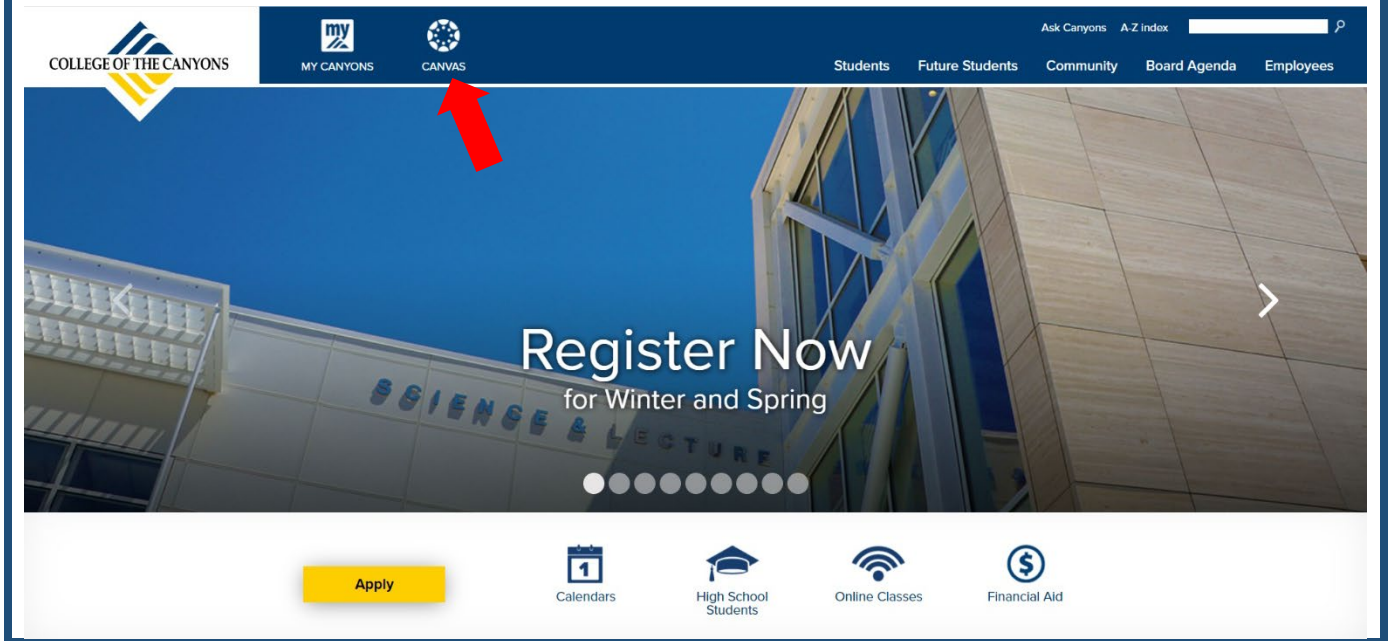 COLLEGE OF THE CANYONS
my
MY CANYONS
CANVAS
Ask Canyons A-Z index
Students Future Students Community Board Agenda Employees
SCIENCE & LECTURE
Register Now
for Winter and Spring
Apply
1
Calendars
High School
Students
Online Classes
$
Financial Aid